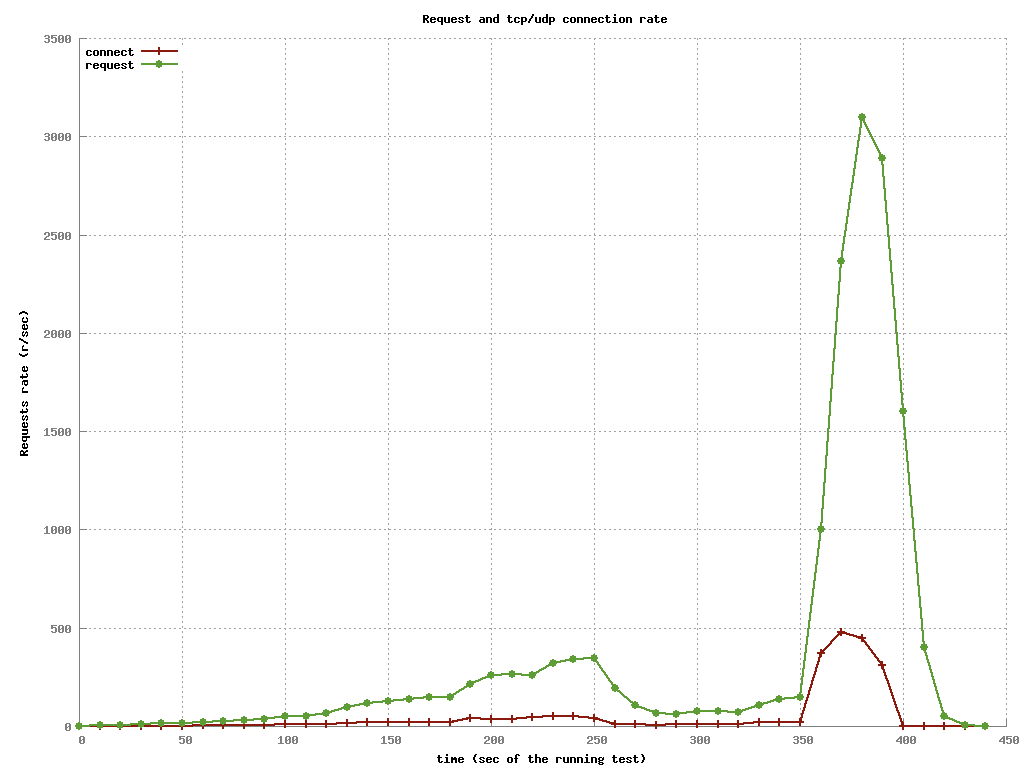 Request and tcp/udp connection rate
3500
connect
request
3000
2500
2000
1500
1000
500
0
Requests rate (r/sec)
0 50 100 150 200 250 300 350 400 450
time (sec of the running test)